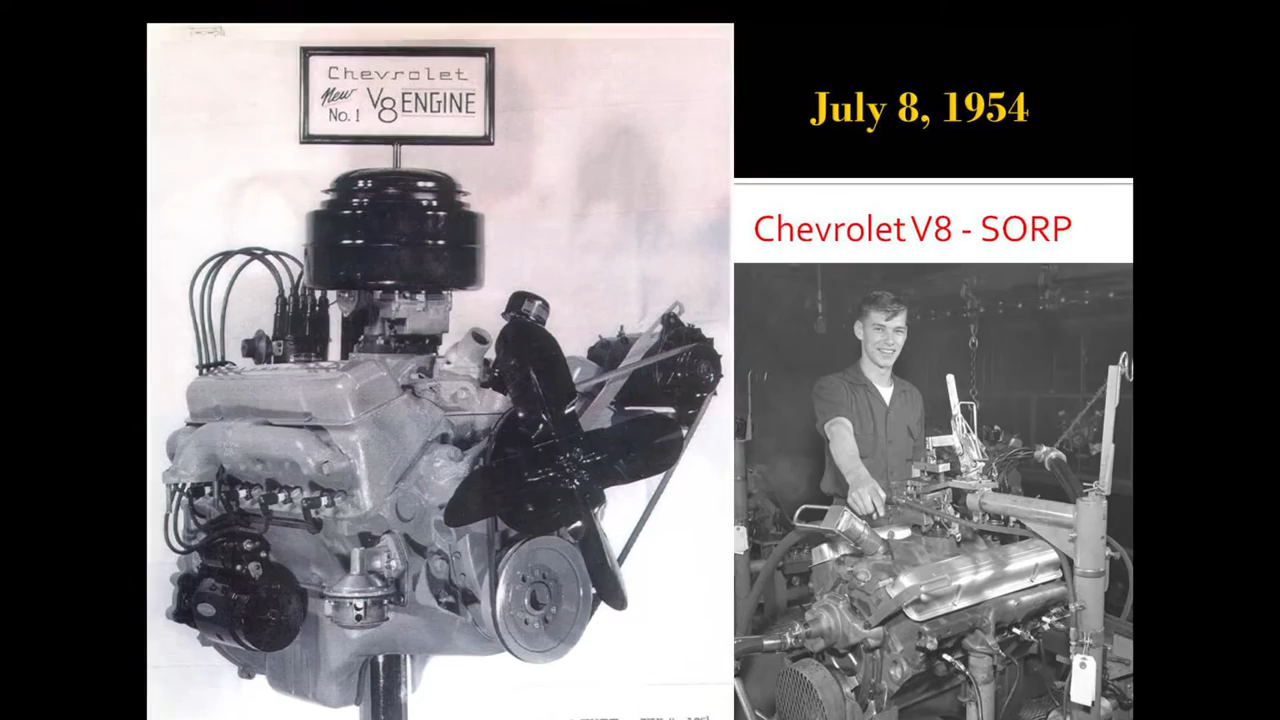 Chevrolet
New
No. 1 V8 ENGINE
July 8, 1954
Chevrolet V8 - SORP